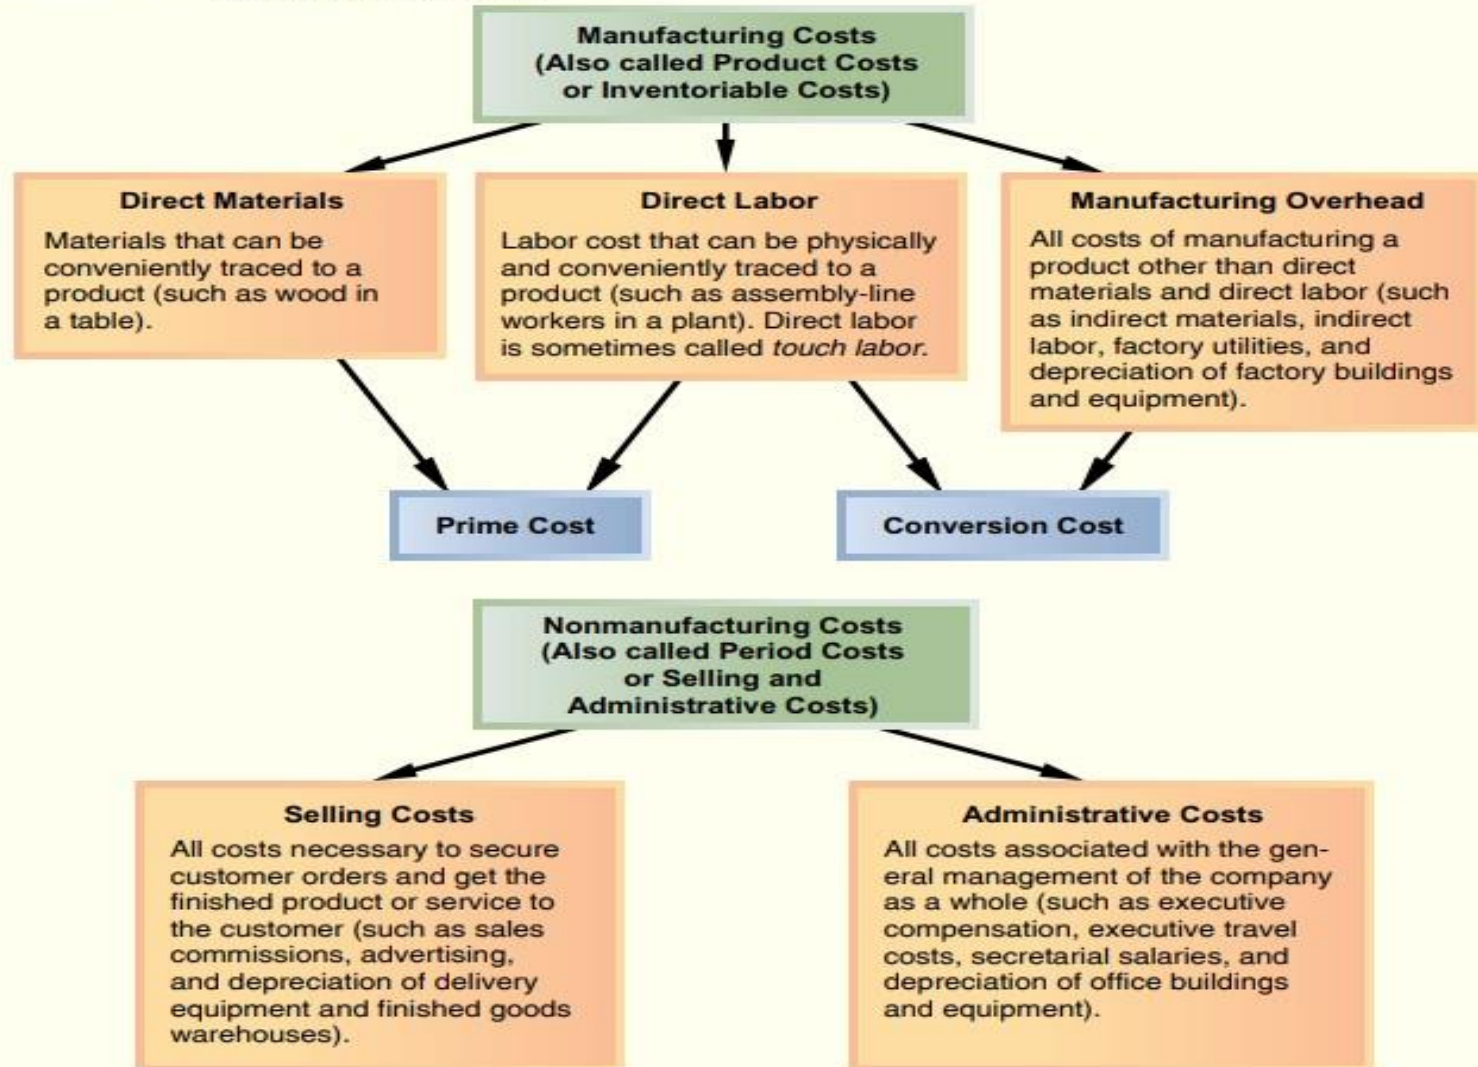 Manufacturing Costs
(Also called Product Costs
or Inventoriable Costs)
Direct Materials
Materials that can be
conveniently traced to a
product (such as wood in
a table).
Direct Labor
Labor cost that can be physically
and conveniently traced to a
product (such as assembly-line
workers in a plant). Direct labor
is sometimes called touch labor.
Manufacturing Overhead
All costs of manufacturing a
product other than direct
materials and direct labor (such
as indirect materials, indirect
labor, factory utilities, and
depreciation of factory buildings
and equipment).
Prime Cost
Conversion Cost
Nonmanufacturing Costs
(Also called Period Costs
or Selling and
Administrative Costs)
Selling Costs
All costs necessary to secure
customer orders and get the
finished product or service to
the customer (such as sales
commissions, advertising,
and depreciation of delivery
equipment and finished goods
warehouses).
Administrative Costs
All costs associated with the gen-
eral management of the company
as a whole (such as executive
compensation, executive travel
costs, secretarial salaries, and
depreciation of office buildings
and equipment).